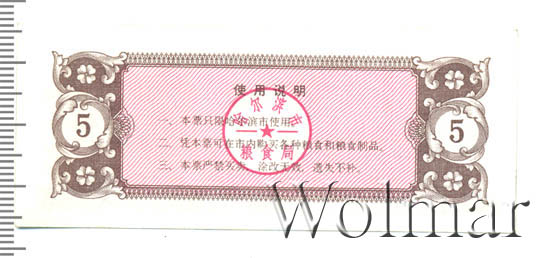 使用说明
5
一、本票只限哈尔滨市使用。
5
二、凭本票可在市内购买各种粮食和粮食制品。
三、本票严禁买卖，涂改无效，遗失不补。
哈尔滨市
粮食局
Wolmar